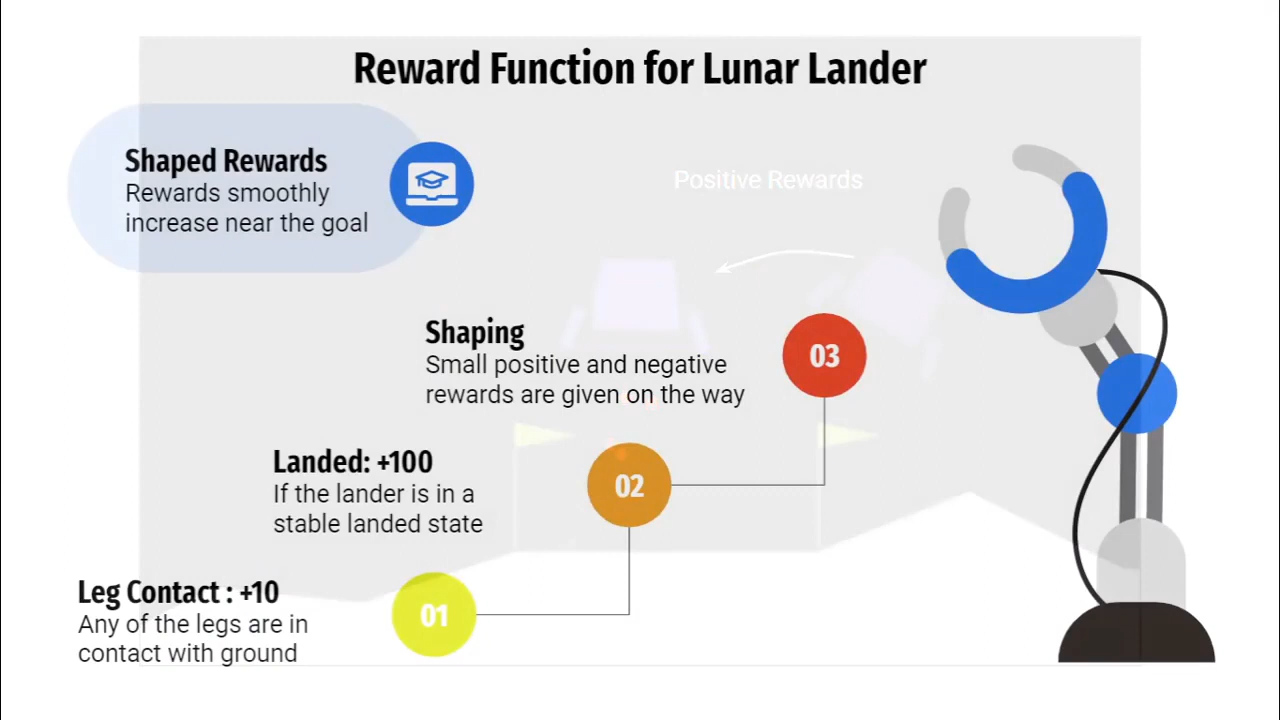 Reward Function for Lunar Lander
Shaped Rewards
Rewards smoothly
increase near the goal
Positive Rewards
Shaping
Small positive and negative
rewards are given on the way
03
Landed: +100
If the lander is in a
stable landed state
02
Leg Contact : +10
Any of the legs are in
contact with ground
01